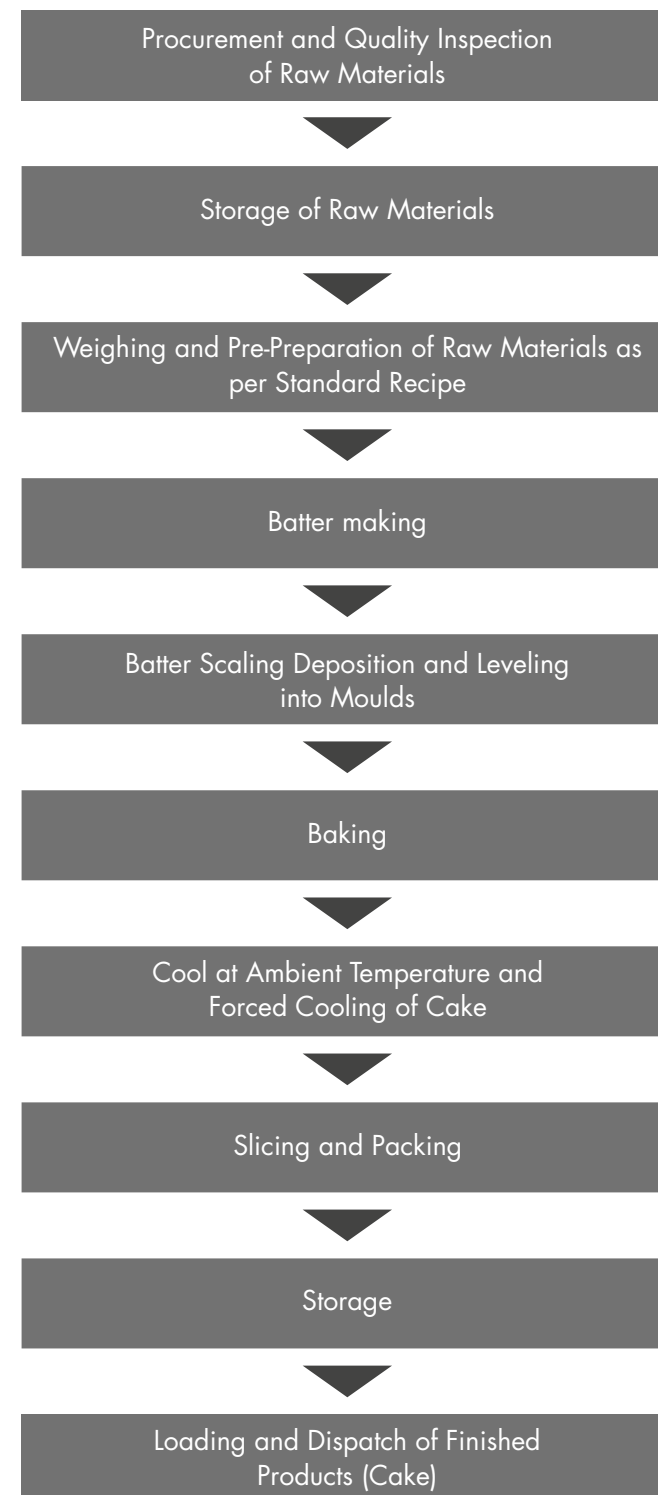 Procurement and Quality Inspection
of Raw Materials
Storage of Raw Materials
Weighing and Pre-Preparation of Raw Materials as
per Standard Recipe
Batter making
Batter Scaling Deposition and Leveling
into Moulds
Baking
Cool at Ambient Temperature and
Forced Cooling of Cake
Slicing and Packing
Storage
Loading and Dispatch of Finished
Products (Cake)